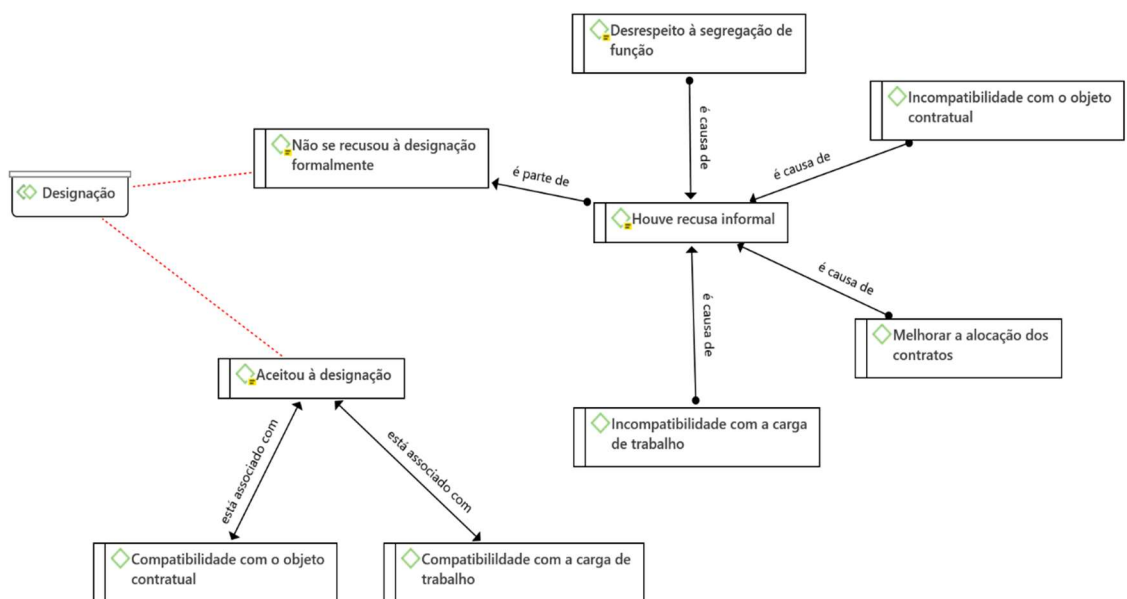 Desrespeito à segregação de
função
Incompatibilidade com o objeto
contratual
é causa de
é causa de
Não se recusou à designação
formalmente
é parte de
Designação
Houve recusa informal
é causa de
é causa de
Melhorar a alocação dos
contratos
Aceitou à designação
Incompatibilidade com a carga
de trabalho
está associado com
está associado com
Compatibilidade com o objeto
contratual
Compatibilildade com a carga de
trabalho